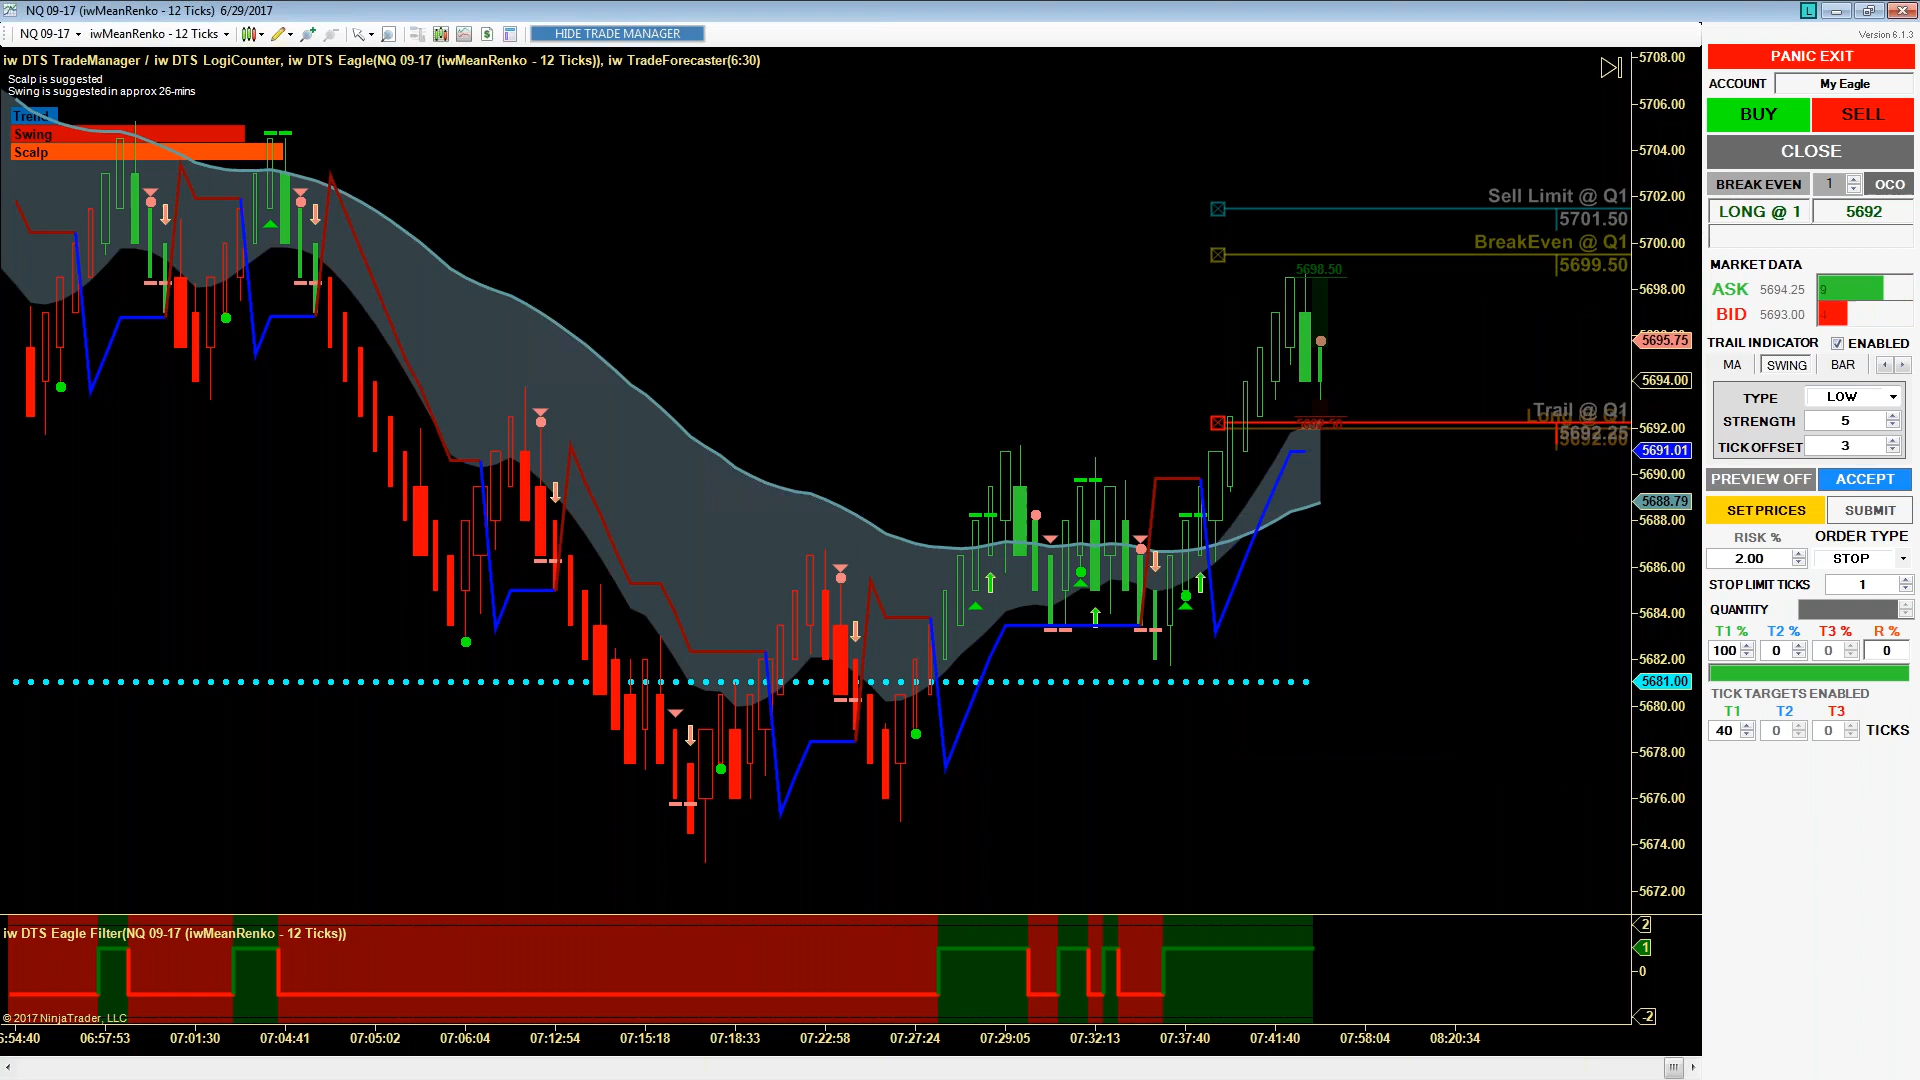 NQ 09-17 (iwMeanRenko - 12 Ticks) 6/29/2017
L
NQ 09-17 iwMeanRenko - 12 Ticks HIDE TRADE MANAGER
Version 6.1.3
iw DTS TradeManager / iw DTS LogiCounter, iw DTS Eagle(NQ 09-17 (iwMeanRenko - 12 Ticks)), iw TradeForecaster(6:30)
Scalp is suggested
Swing is suggested in approx 26-mins
Trend
Swing
Scalp
Sell Limit @ Q1
5701.50
BreakEven @ Q1
5699.50
5698.50
Trail @ Q1
5692.25
5708.00
5706.00
5704.00
5702.00
5700.00
5698.00
5695.75
5694.00
5692.00
5691.01
5690.00
5688.79
5688.00
5686.00
5684.00
5682.00
5681.00
5680.00
5678.00
5676.00
5674.00
5672.00
iw DTS Eagle Filter(NQ 09-17 (iwMeanRenko - 12 Ticks))
2
1
0
-2
© 2017 NinjaTrader, LLC
6:54:40 06:57:53 07:01:30 07:04:41 07:05:02 07:06:04 07:12:54 07:15:18 07:18:33 07:22:58 07:27:24 07:29:05 07:32:13 07:37:40 07:41:40 07:58:04 08:20:34
PANIC EXIT
ACCOUNT My Eagle
BUY SELL
CLOSE
BREAK EVEN 1 OCO
LONG @ 1 5692
MARKET DATA
ASK 5694.25 9
BID 5693.00 4
TRAIL INDICATOR ENABLED
MA SWING BAR
TYPE LOW
STRENGTH 5
TICK OFFSET 3
PREVIEW OFF ACCEPT
SET PRICES SUBMIT
RISK % ORDER TYPE
2.00 STOP
STOP LIMIT TICKS 1
QUANTITY
T1 % T2 % T3 % R %
100 0 0 0
TICK TARGETS ENABLED
T1 T2 T3
40 0 0 TICKS